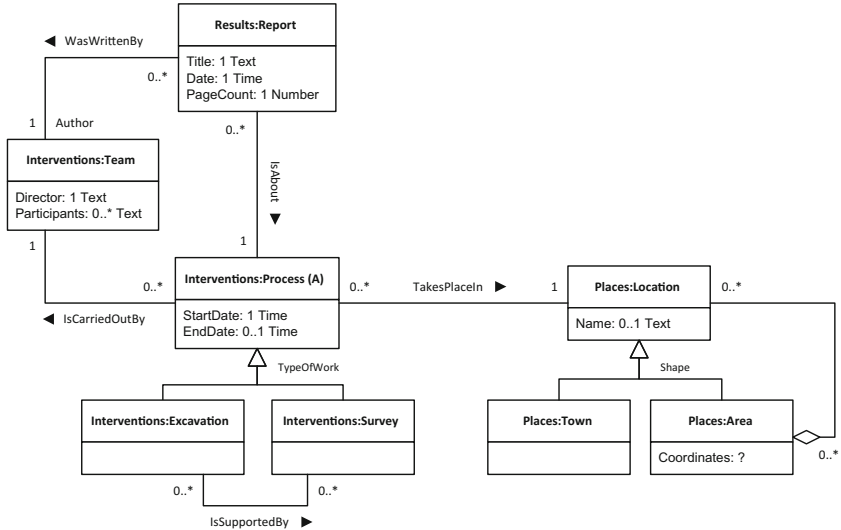 Results:Report
◄ WasWrittenBy
Title: 1 Text
Date: 1 Time
PageCount: 1 Number
0..*
1 Author
0..*
Interventions:Team
IsAbout ►
Director: 1 Text
Participants: 0..* Text
1
1
Interventions:Process (A)
0..*
0..*
TakesPlaceIn ►
1
Places:Location
0..*
◄ IsCarriedOutBy
StartDate: 1 Time
EndDate: 0..1 Time
Name: 0..1 Text
TypeOfWork
Shape
Interventions:Excavation
Interventions:Survey
Places:Town
Places:Area
Coordinates: ?
0..*
0..*
0..*
IsSupportedBy ►